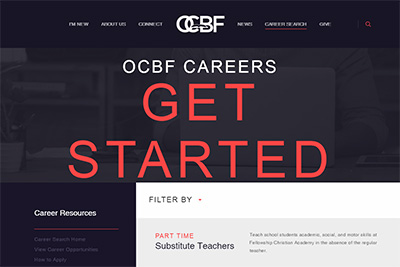 I'M NEW ABOUT US CONNECT OCBF NEWS CAREER SEARCH GIVE
OCBF CAREERS
GET
STARTED
FILTER BY +
Career Resources
Career Search Home
View Career Opportunities
How to Apply
PART TIME
Substitute Teachers
Teach school students academic, social, and motor skills at
Fellowship Christian Academy in the absence of the regular
teacher.